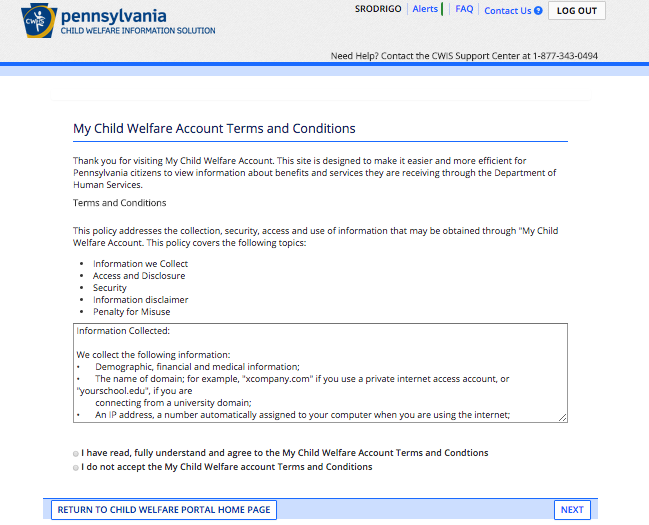 CWIS
pennsylvania
CHILD WELFARE INFORMATION SOLUTION
SRODRIGO Alerts FAQ Contact Us ? LOG OUT
Need Help? Contact the CWIS Support Center at 1-877-343-0494
My Child Welfare Account Terms and Conditions
Thank you for visiting My Child Welfare Account. This site is designed to make it easier and more efficient for
Pennsylvania citizens to view information about benefits and services they are receiving through the Department of
Human Services.
Terms and Conditions
This policy addresses the collection, security, access and use of information that may be obtained through "My Child
Welfare Account. This policy covers the following topics:
• Information we Collect
• Access and Disclosure
• Security
• Information disclaimer
• Penalty for Misuse
Information Collected:
We collect the following information:
• Demographic, financial and medical information;
• The name of domain; for example, "xcompany.com" if you use a private internet access account, or
"yourschool.edu", if you are
connecting from a university domain;
• An IP address, a number automatically assigned to your computer when you are using the internet;
I have read, fully understand and agree to the My Child Welfare Account Terms and Condtions
I do not accept the My Child Welfare account Terms and Conditions
RETURN TO CHILD WELFARE PORTAL HOME PAGE NEXT